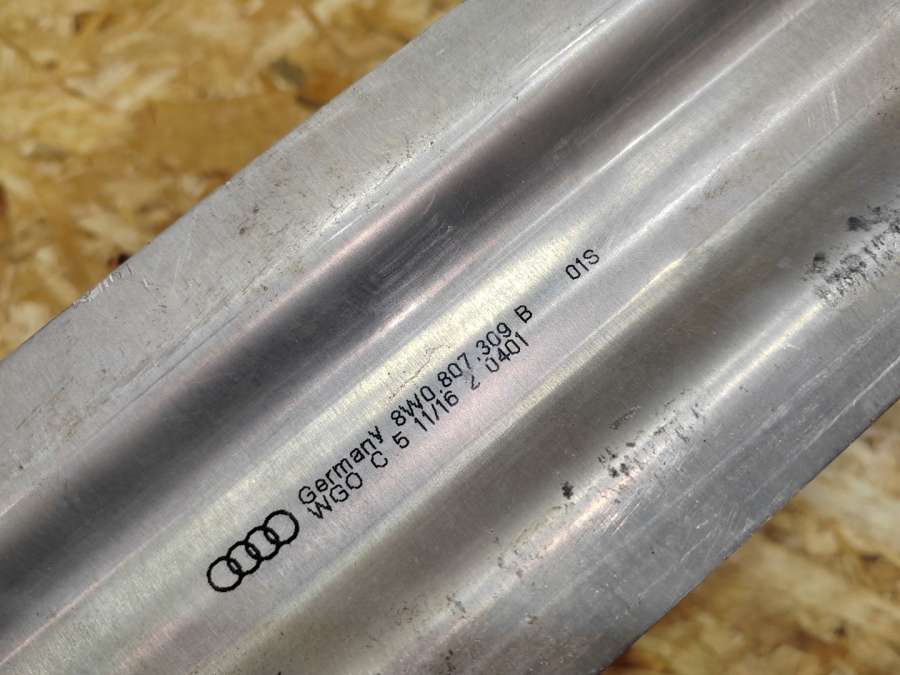 Germany 8W0.807.309 B 01S
WGO C 5 11/16 2 0401